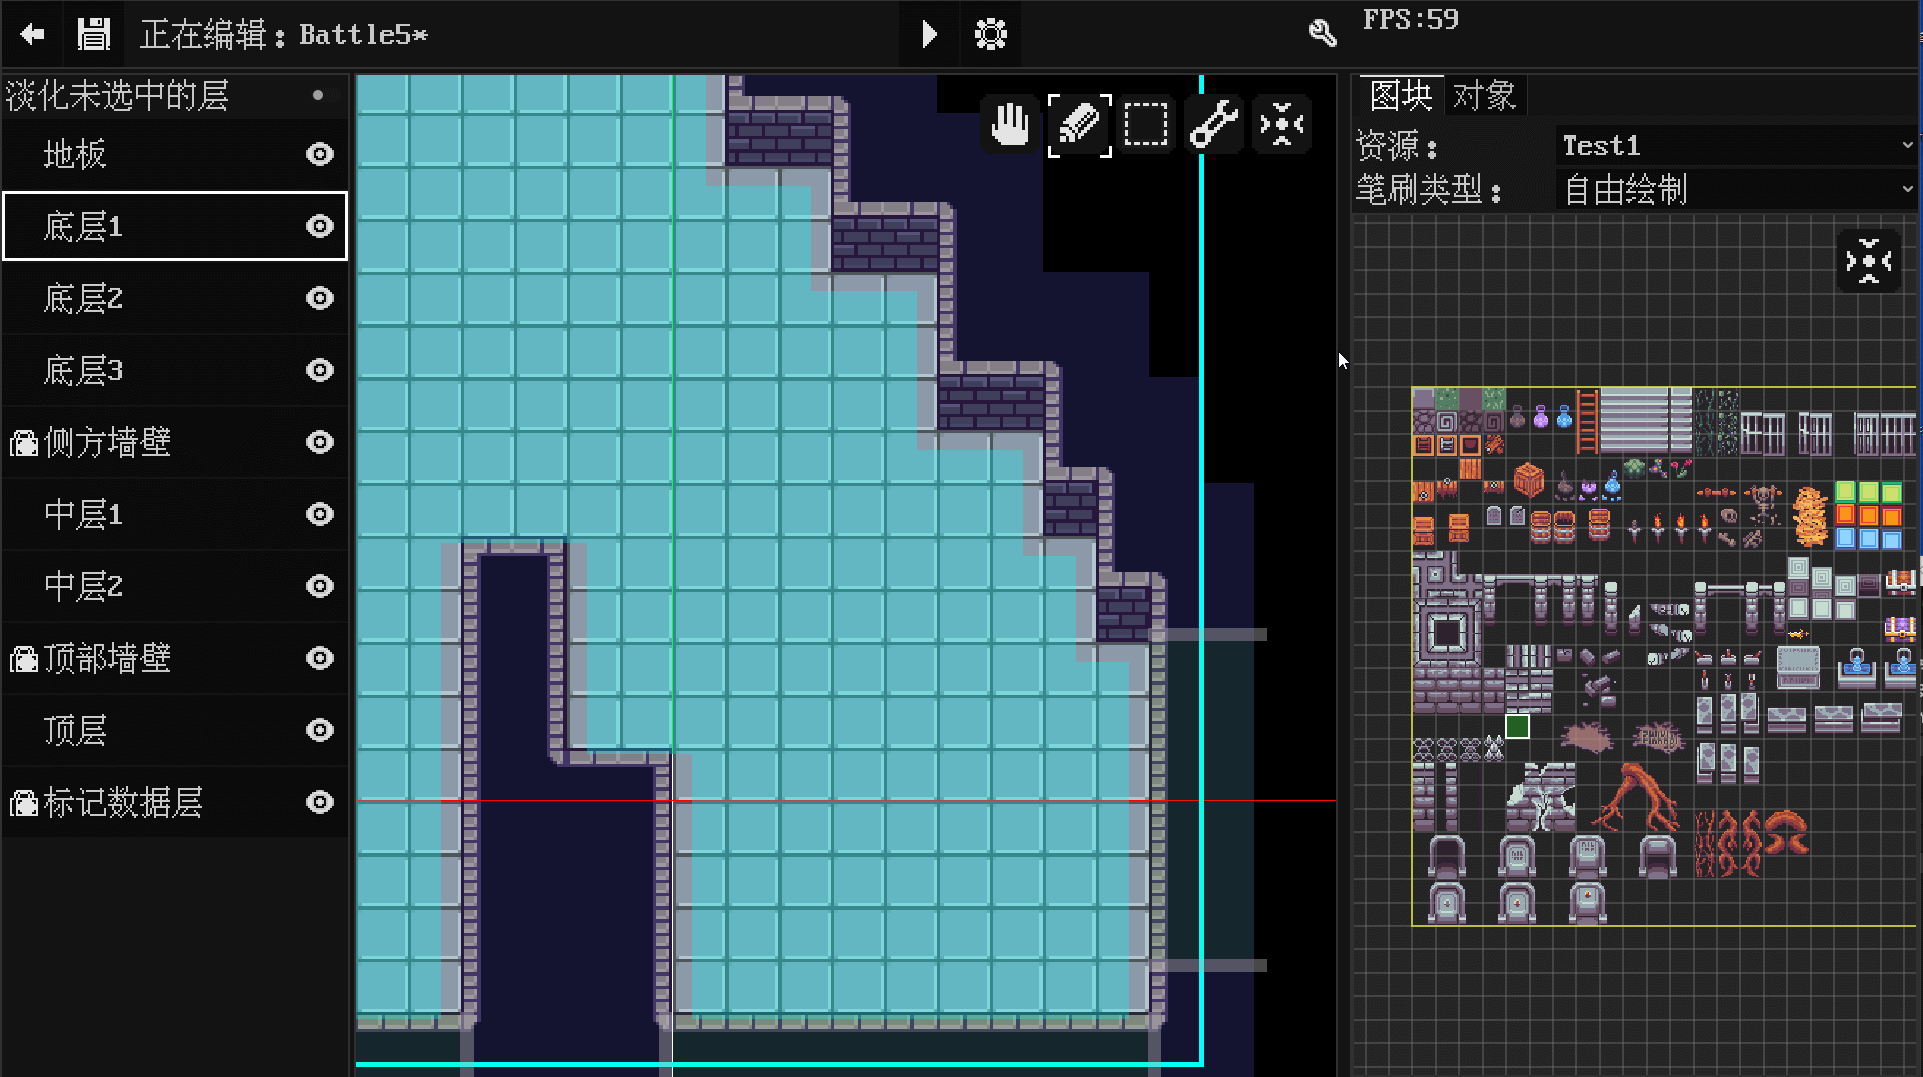 正在编辑：Battle5*
FPS:59
淡化未选中的层
地板
底层1
底层2
底层3
侧方墙壁
中层1
中层2
顶部墙壁
顶层
标记数据层
图块 对象
资源： Test1
笔刷类型： 自由绘制